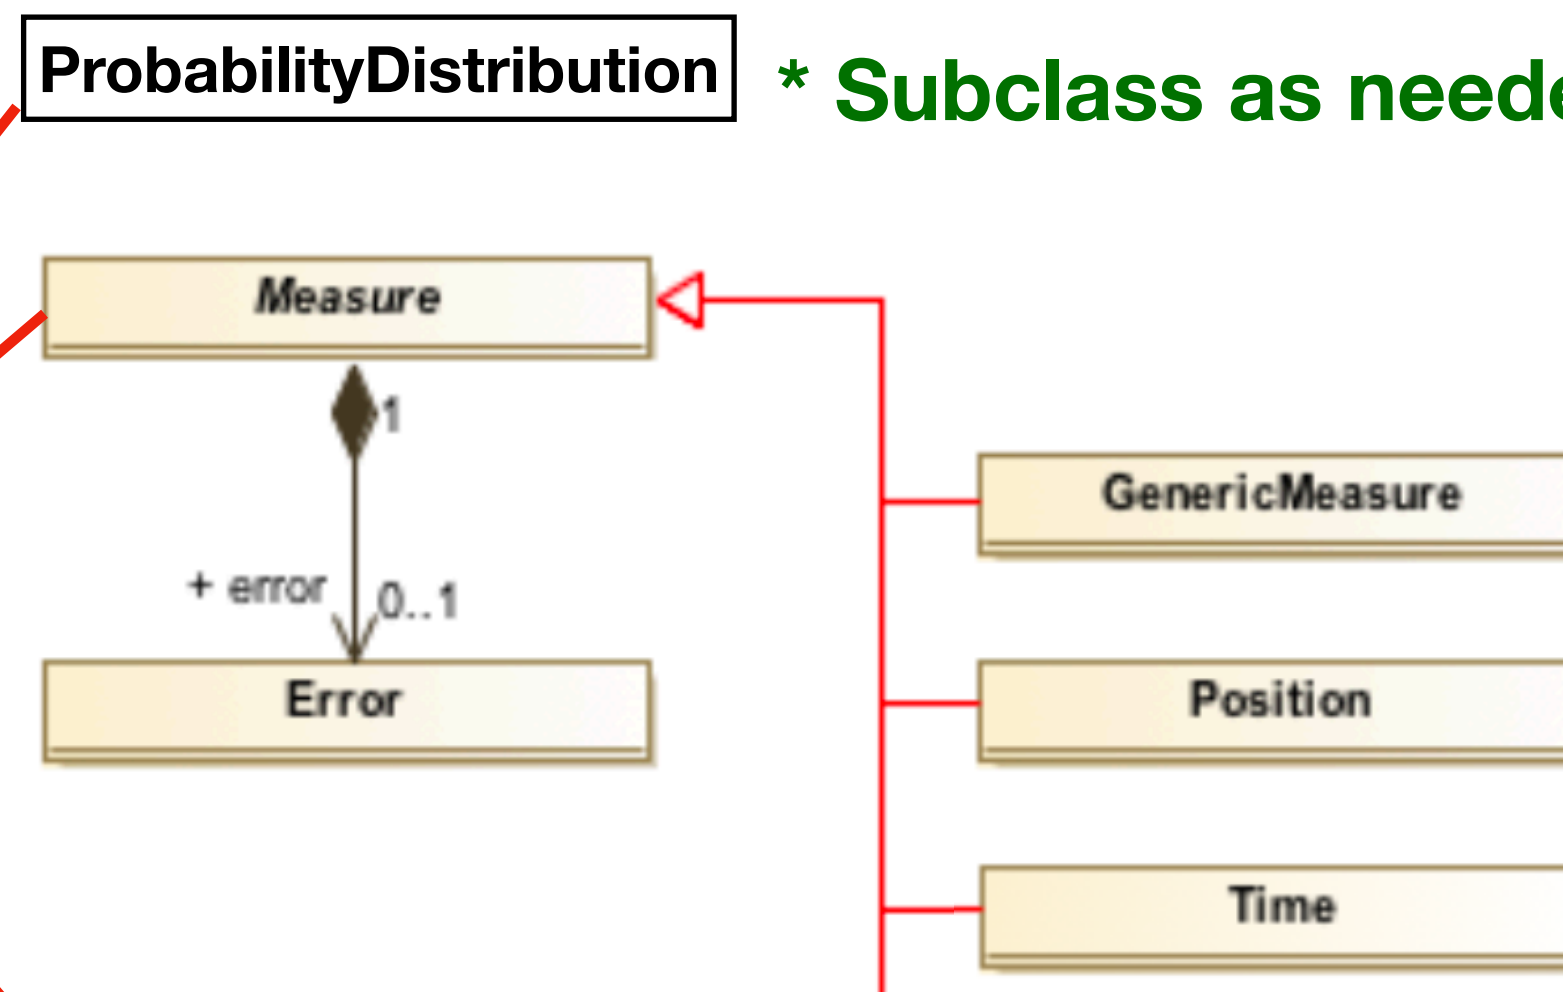 ProbabilityDistribution
* Subclass as neede
Measure
1
+ error
0..1
Error
GenericMeasure
Position
Time